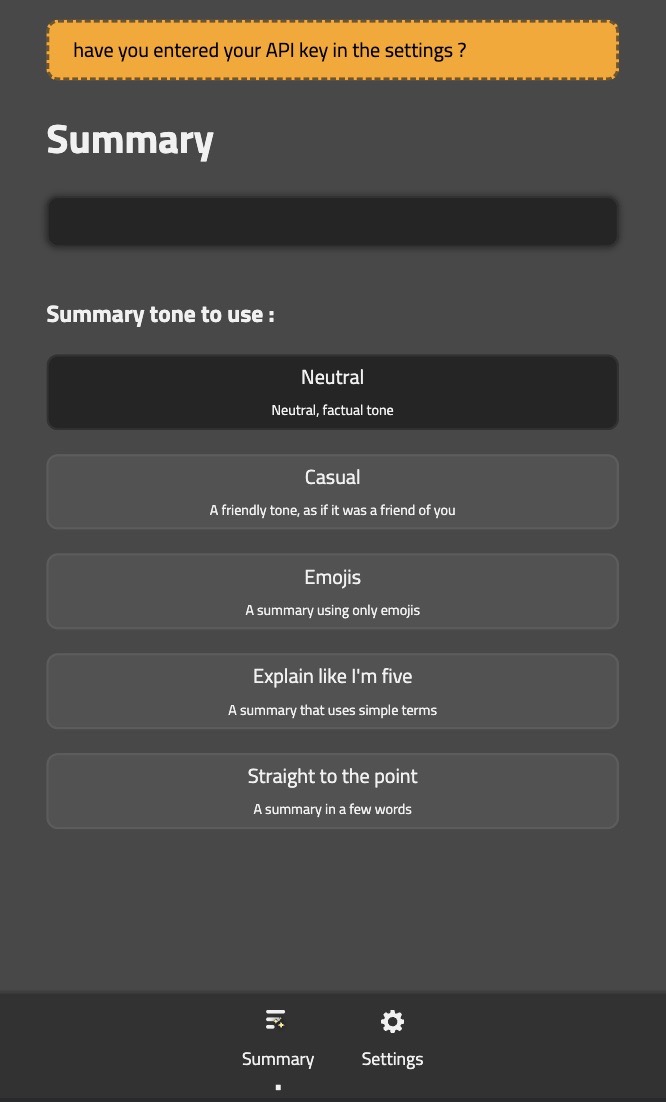 have you entered your API key in the settings ?
Summary
Summary tone to use :
Neutral
Neutral, factual tone
Casual
A friendly tone, as if it was a friend of you
Emojis
A summary using only emojis
Explain like I'm five
A summary that uses simple terms
Straight to the point
A summary in a few words
Summary
Settings